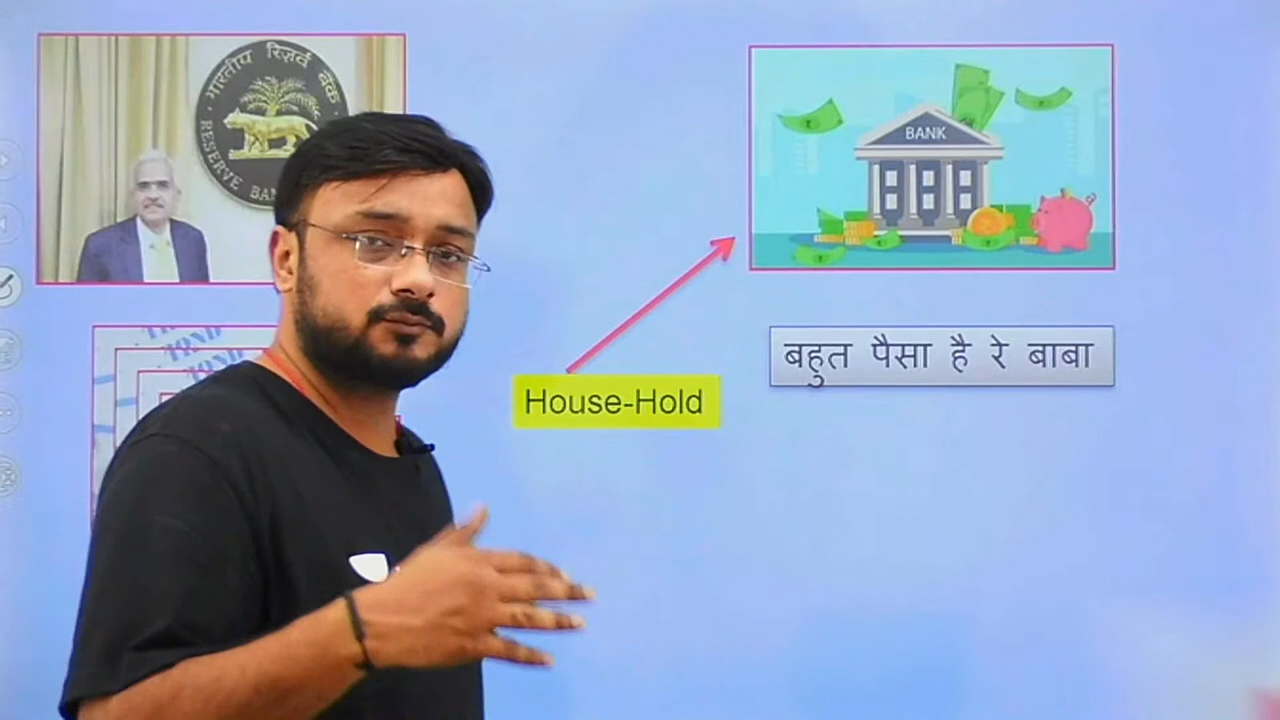 भारतीय रिज़र्व बैंक
RESERVE BAN
BANK
बहुत पैसा है रे बाबा
House-Hold